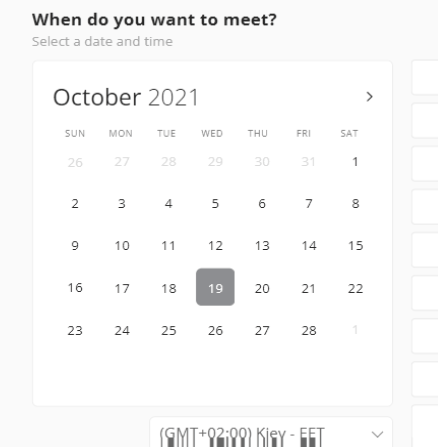 When do you want to meet?
Select a date and time
October 2021
SUN MON TUE WED THU FRI SAT
26 27 28 29 30 31 1
2 3 4 5 6 7 8
9 10 11 12 13 14 15
16 17 18 19 20 21 22
23 24 25 26 27 28 1
(GMT+02:00) Kiev - EET